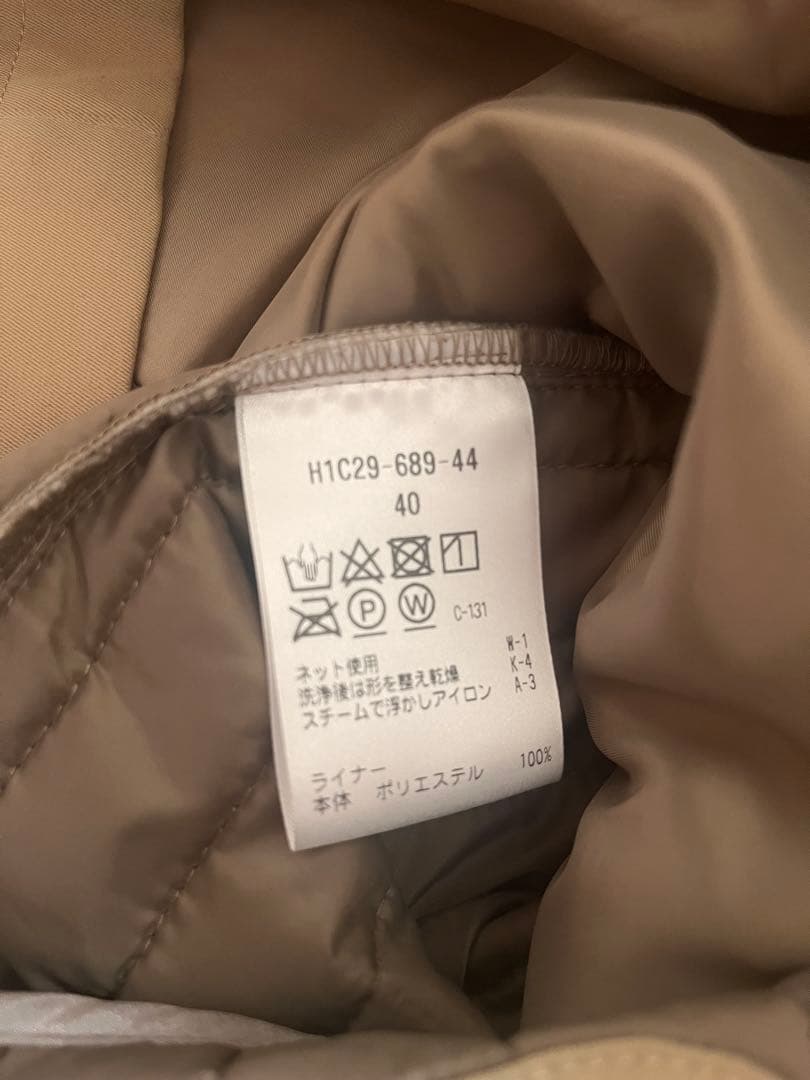 H1C29-689-44
40
P W C-131
ネット使用 W-1
洗浄後は形を整え乾燥 K-4
スチームで浮かしアイロン A-3
ライナー
本体 ポリエステル 100%